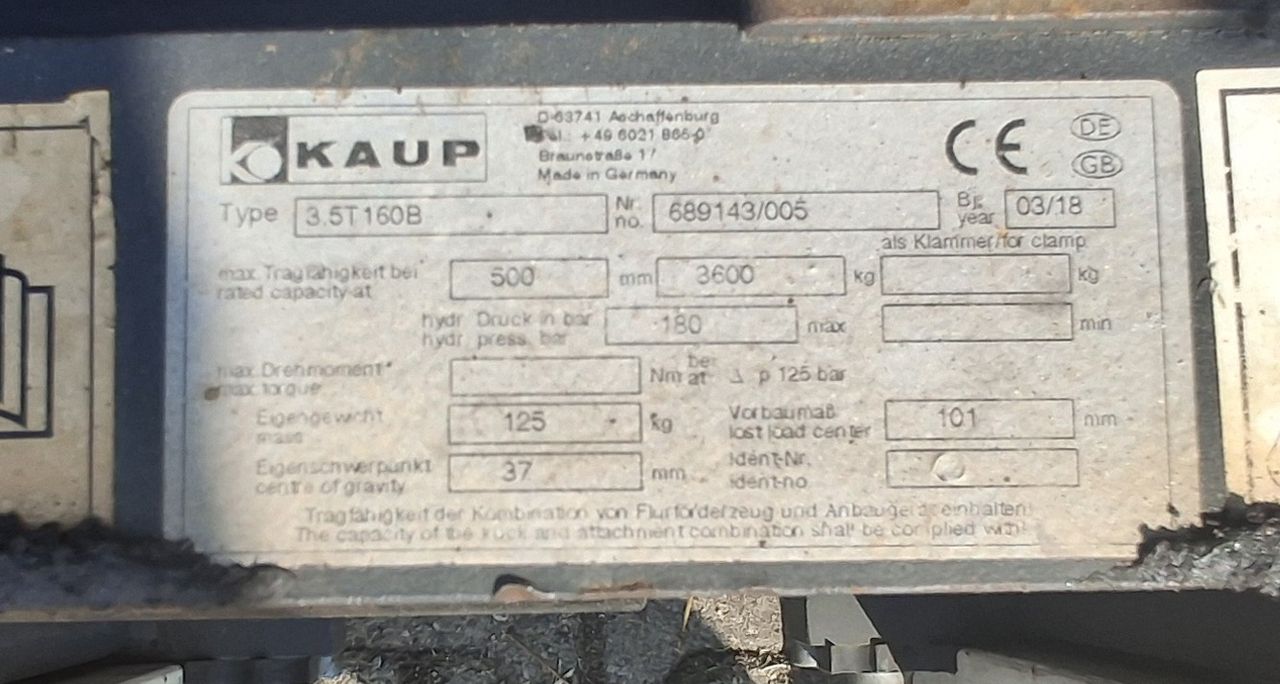 KAUP
D-63741 Aschaffenburg
Tel.: +49 6021 865-0
Braunstraße 17
Made in Germany
CE
DE
GB
Type 3.5T160B Nr. no. 689143/005 Bj. year 03/18
als Klammer/for clamp
max. Tragfähigkeit bei
rated capacity at 500 mm 3600 kg kg
hydr. Druck in bar
hydr. press. bar 180 max min
max. Drehmoment
max. torque Nm bei at Δ p 125 bar
Eigengewicht
mass 125 kg
Vorbaumaß
lost load center 101 mm
Eigenschwerpunkt
centre of gravity 37 mm
Ident-Nr.
ident-no
Tragfähigkeit der Kombination von Flurförderzeug und Anbaugerät einhalten!
The capacity of the truck and attachment combination shall be complied with!